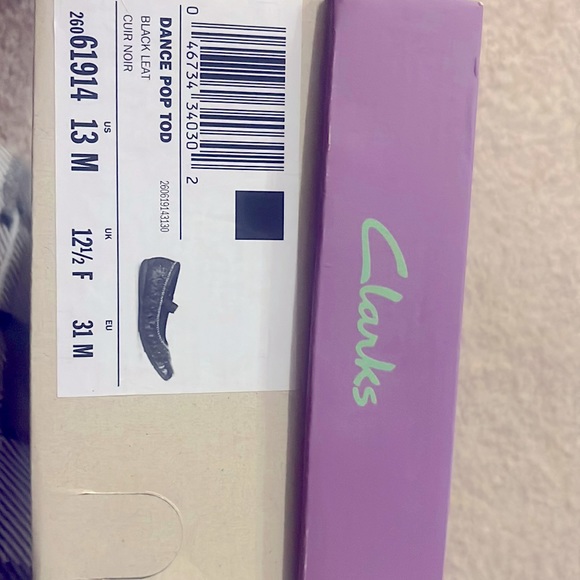 0 46734 34030 2
DANCE POP TOD
BLACK LEAT
CUIR NOIR
260619143130
US UK EU
26061914 13 M 12½ F 31 M
Clarks